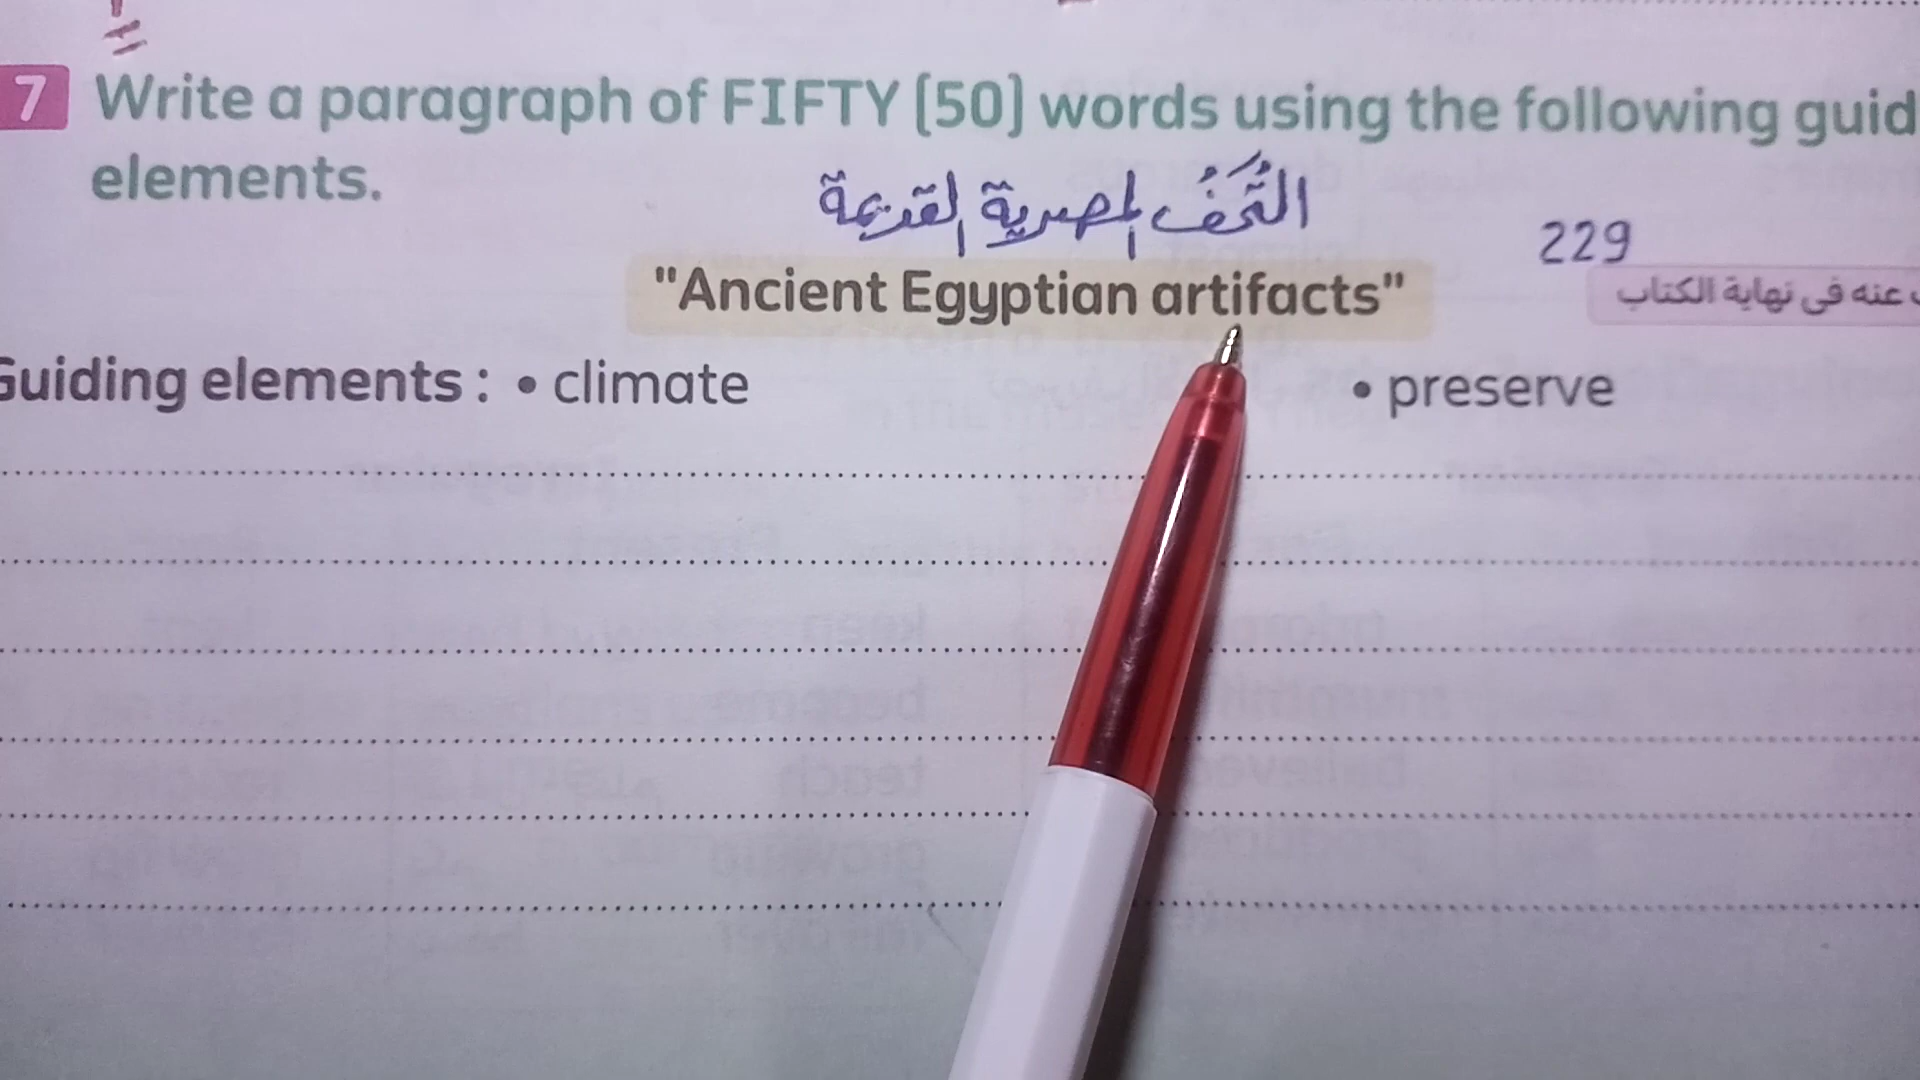 7 Write a paragraph of FIFTY (50) words using the following guid
elements.
التُّحَفُ المصرية القديمة
229
"Ancient Egyptian artifacts"
عنه فى نهاية الكتاب
Guiding elements : • climate • preserve